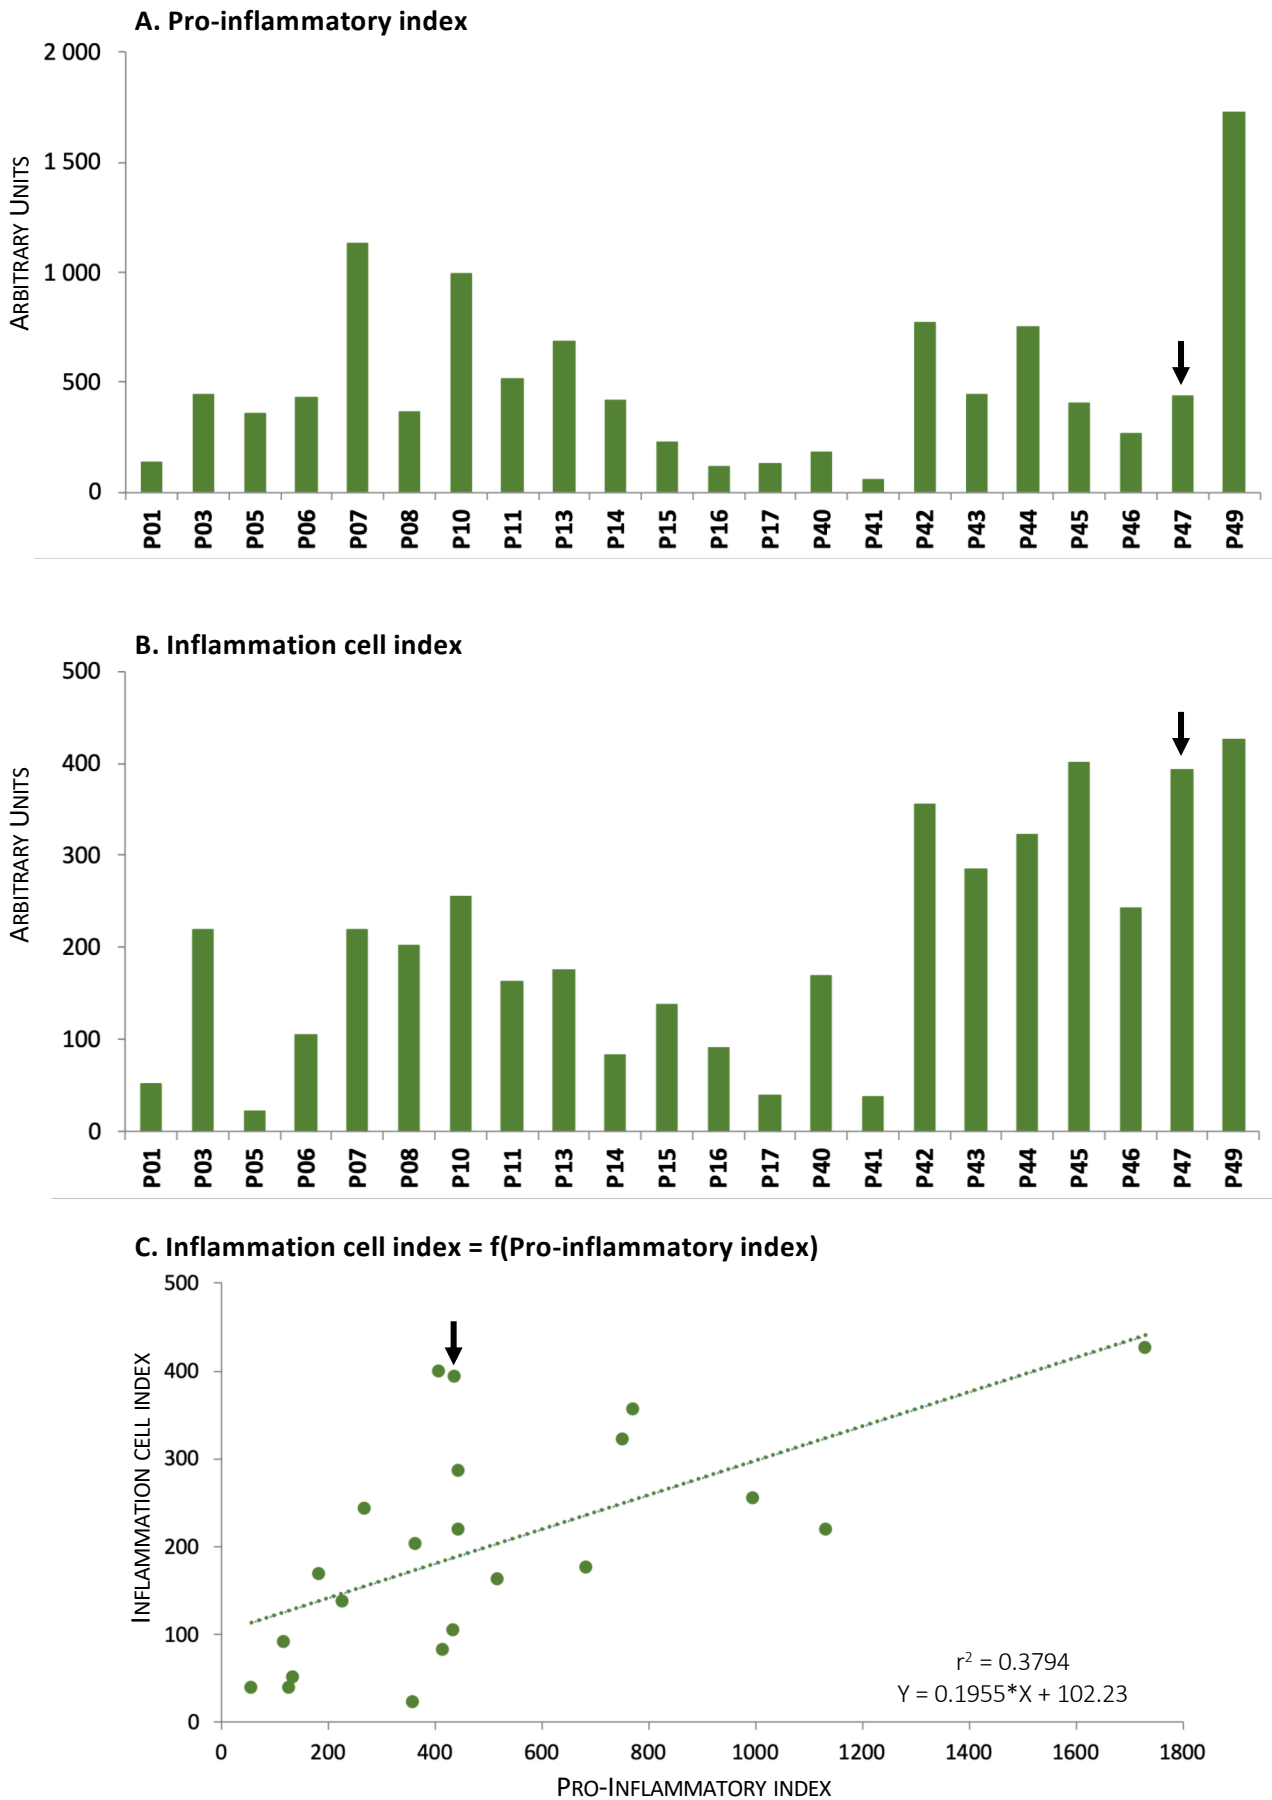 A. Pro-inflammatory index
2 000
1 500
1 000
500
0
ARBITRARY UNITS
P01 P03 P05 P06 P07 P08 P10 P11 P13 P14 P15 P16 P17 P40 P41 P42 P43 P44 P45 P46 P47 P49
B. Inflammation cell index
500
400
300
200
100
0
ARBITRARY UNITS
P01 P03 P05 P06 P07 P08 P10 P11 P13 P14 P15 P16 P17 P40 P41 P42 P43 P44 P45 P46 P47 P49
C. Inflammation cell index = f(Pro-inflammatory index)
500
400
300
200
100
0
INFLAMMATION CELL INDEX
r² = 0.3794
Y = 0.1955*X + 102.23
0 200 400 600 800 1000 1200 1400 1600 1800
PRO-INFLAMMATORY INDEX